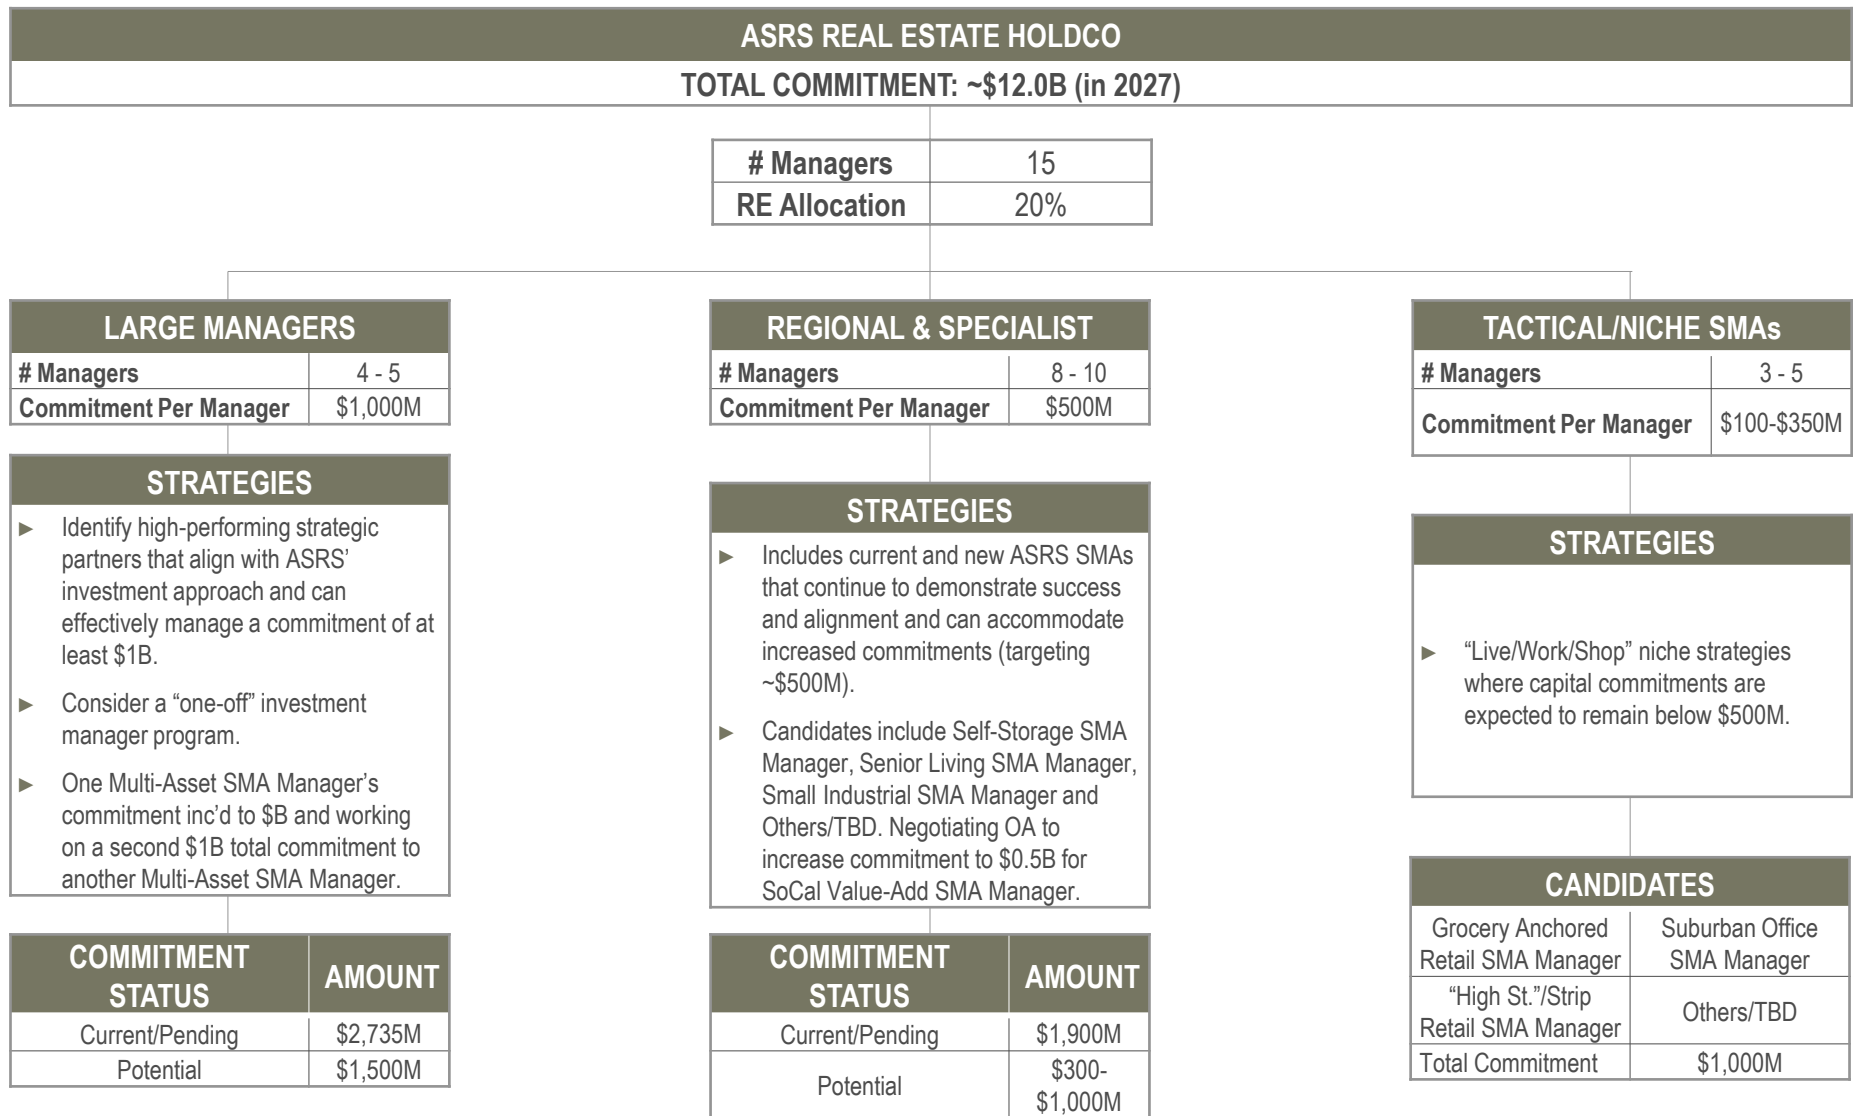 ASRS REAL ESTATE HOLDCO
TOTAL COMMITMENT: ~$12.0B (in 2027)
# Managers 15
RE Allocation 20%
LARGE MANAGERS
# Managers 4 - 5
Commitment Per Manager $1,000M
STRATEGIES
► Identify high-performing strategic
partners that align with ASRS’
investment approach and can
effectively manage a commitment of at
least $1B.
► Consider a “one-off” investment
manager program.
► One Multi-Asset SMA Manager’s
commitment inc’d to $B and working
on a second $1B total commitment to
another Multi-Asset SMA Manager.
COMMITMENT
STATUS
AMOUNT
Current/Pending $2,735M
Potential $1,500M
REGIONAL & SPECIALIST
# Managers 8 - 10
Commitment Per Manager $500M
STRATEGIES
► Includes current and new ASRS SMAs
that continue to demonstrate success
and alignment and can accommodate
increased commitments (targeting
~$500M).
► Candidates include Self-Storage SMA
Manager, Senior Living SMA Manager,
Small Industrial SMA Manager and
Others/TBD. Negotiating OA to
increase commitment to $0.5B for
SoCal Value-Add SMA Manager.
COMMITMENT
STATUS
AMOUNT
Current/Pending $1,900M
Potential
$300-
$1,000M
TACTICAL/NICHE SMAs
# Managers 3 - 5
Commitment Per Manager $100-$350M
STRATEGIES
► “Live/Work/Shop” niche strategies
where capital commitments are
expected to remain below $500M.
CANDIDATES
Grocery Anchored
Retail SMA Manager
Suburban Office
SMA Manager
“High St.”/Strip
Retail SMA Manager
Others/TBD
Total Commitment $1,000M